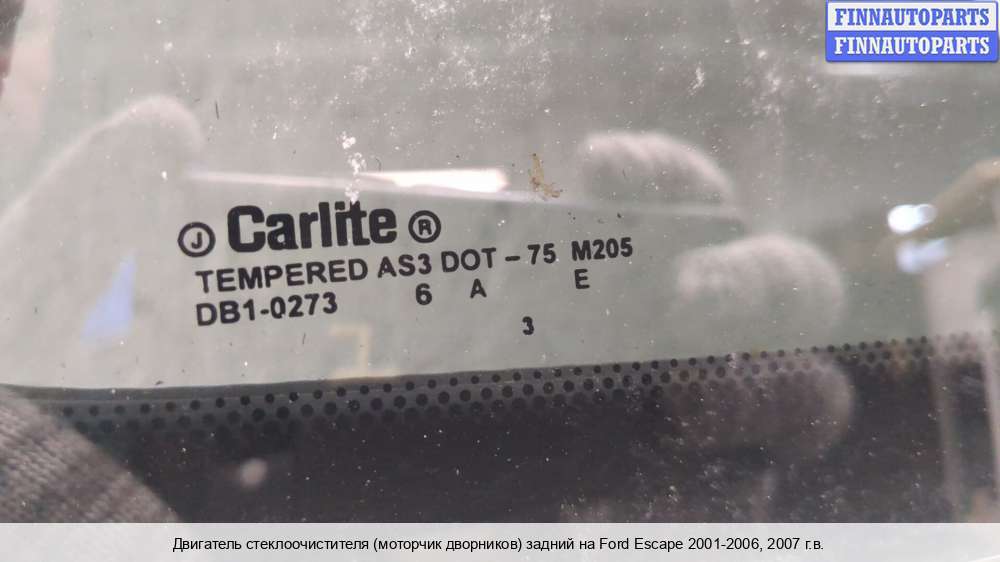 FINNAUTOPARTS
FINNAUTOPARTS
J Carlite ®
TEMPERED AS3 DOT - 75 M205
DB1-0273 6 A E
3
Двигатель стеклоочистителя (моторчик дворников) задний на Ford Escape 2001-2006, 2007 г.в.